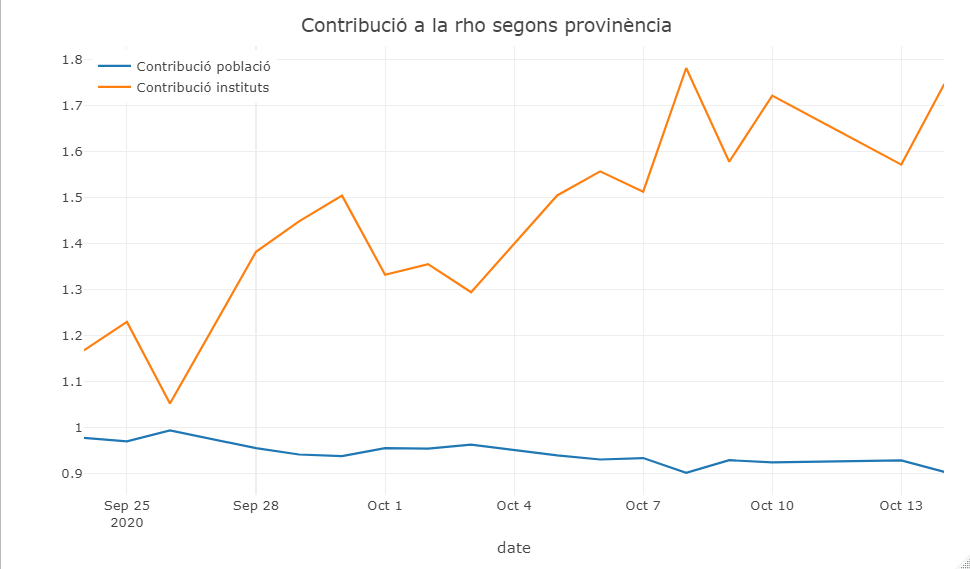 Contribució a la rho segons provinència
Contribució població
Contribució instituts
1.8
1.7
1.6
1.5
1.4
1.3
1.2
1.1
1
0.9
Sep 25
2020
Sep 28
Oct 1
Oct 4
Oct 7
Oct 10
Oct 13
date